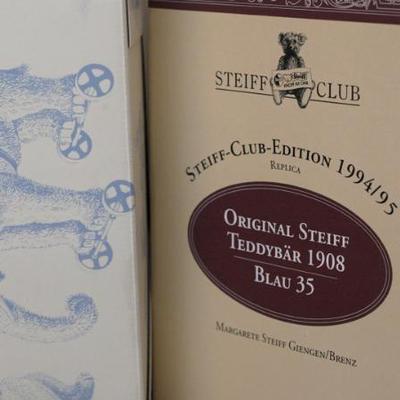 STEIFF CLUB
STEIFF-CLUB-EDITION 1994/95
REPLICA
ORIGINAL STEIFF
TEDDYBÄR 1908
BLAU 35
MARGARETE STEIFF GIENGEN/BRENZ